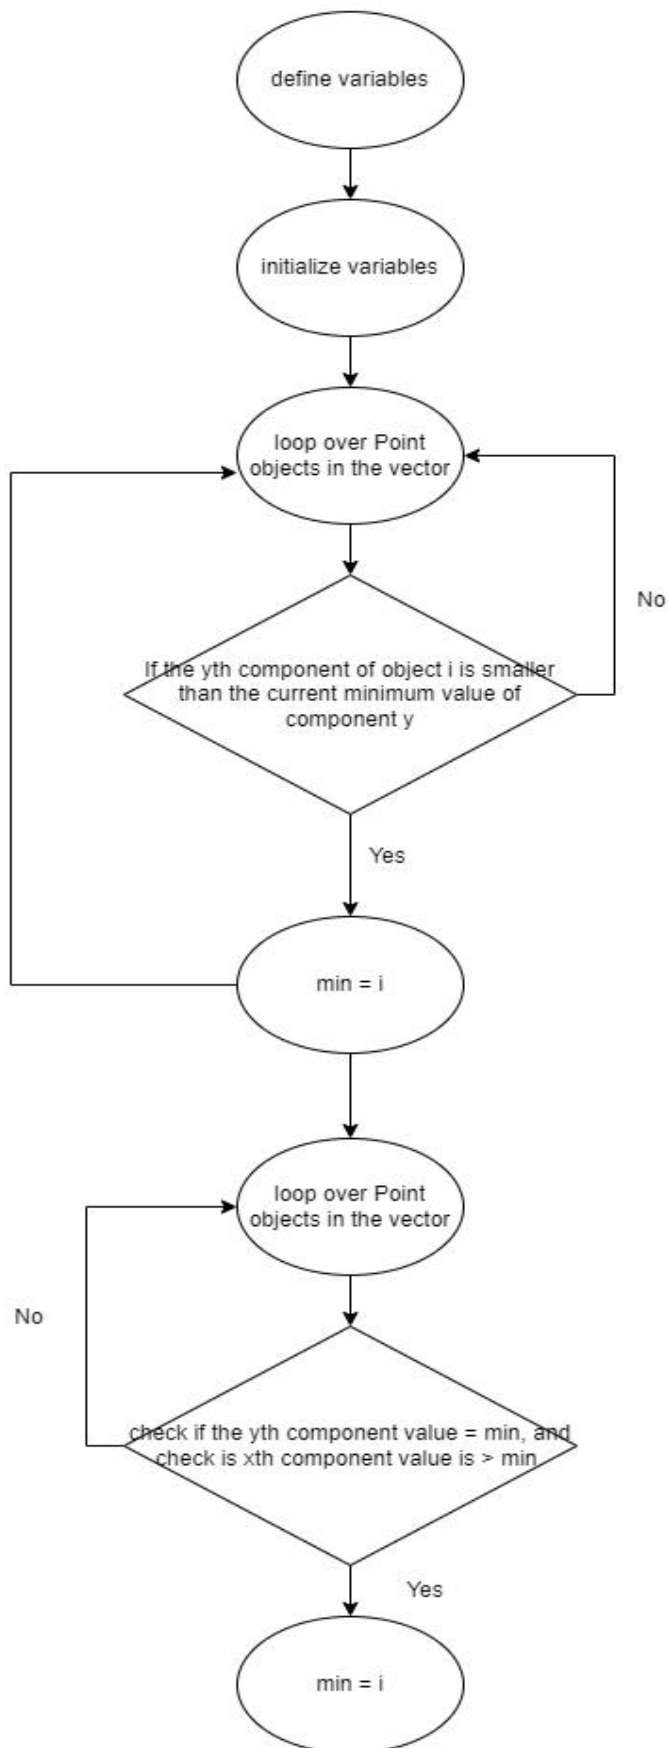 define variables
initialize variables
loop over Point
objects in the vector
No
If the yth component of object i is smaller
than the current minimum value of
component y
Yes
min = i
loop over Point
objects in the vector
No
check if the yth component value = min, and
check is xth component value is > min
Yes
min = i